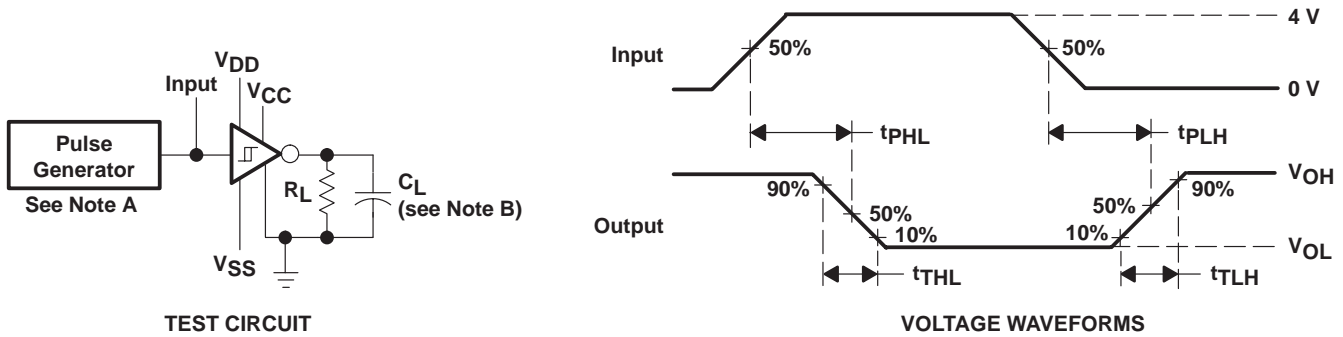 VDD
Input
VCC
Pulse
Generator
See Note A
RL
CL
(see Note B)
VSS
TEST CIRCUIT
Input
50%
50%
4 V
0 V
tPHL
tPLH
Output
90%
50%
10%
10%
50%
90%
VOH
VOL
tTHL
tTLH
VOLTAGE WAVEFORMS